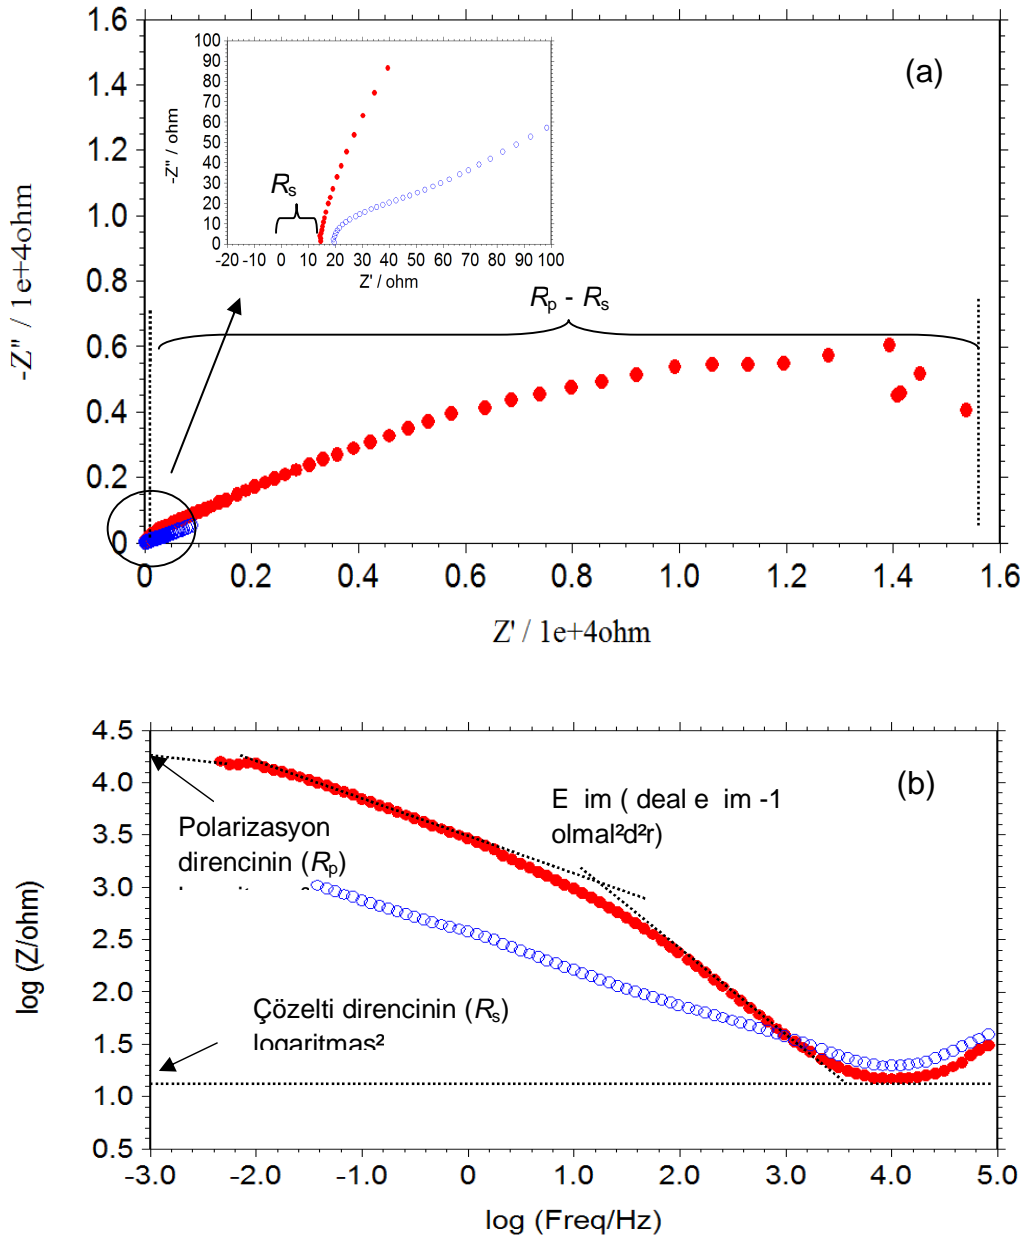 1.6
1.4
1.2
1.0
0.8
0.6
0.4
0.2
0
-Z'' / 1e+4ohm
100
90
80
70
60
50
40
30
20
10
0
-Z'' / ohm
-20 -10 0 10 20 30 40 50 60 70 80 90 100
Z' / ohm
Rs
(a)
Rp - Rs
0 0.2 0.4 0.6 0.8 1.0 1.2 1.4 1.6
Z' / 1e+4ohm
4.5
4.0
3.5
3.0
2.5
2.0
1.5
1.0
0.5
log (Z/ohm)
(b)
E im ( deal e im -1
olmal²d²r)
Polarizasyon
direncinin (Rp)
Çözelti direncinin (Rs)
logaritmas²
-3.0 -2.0 -1.0 0 1.0 2.0 3.0 4.0 5.0
log (Freq/Hz)